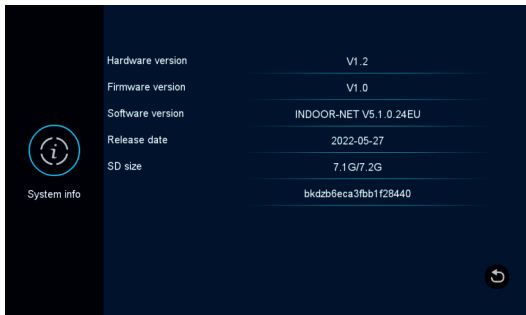 Hardware version V1.2
Firmware version V1.0
Software version INDOOR-NET V5.1.0.24EU
Release date 2022-05-27
SD size 7.1G/7.2G
System info
bkdzb6eca3fbb1f28440